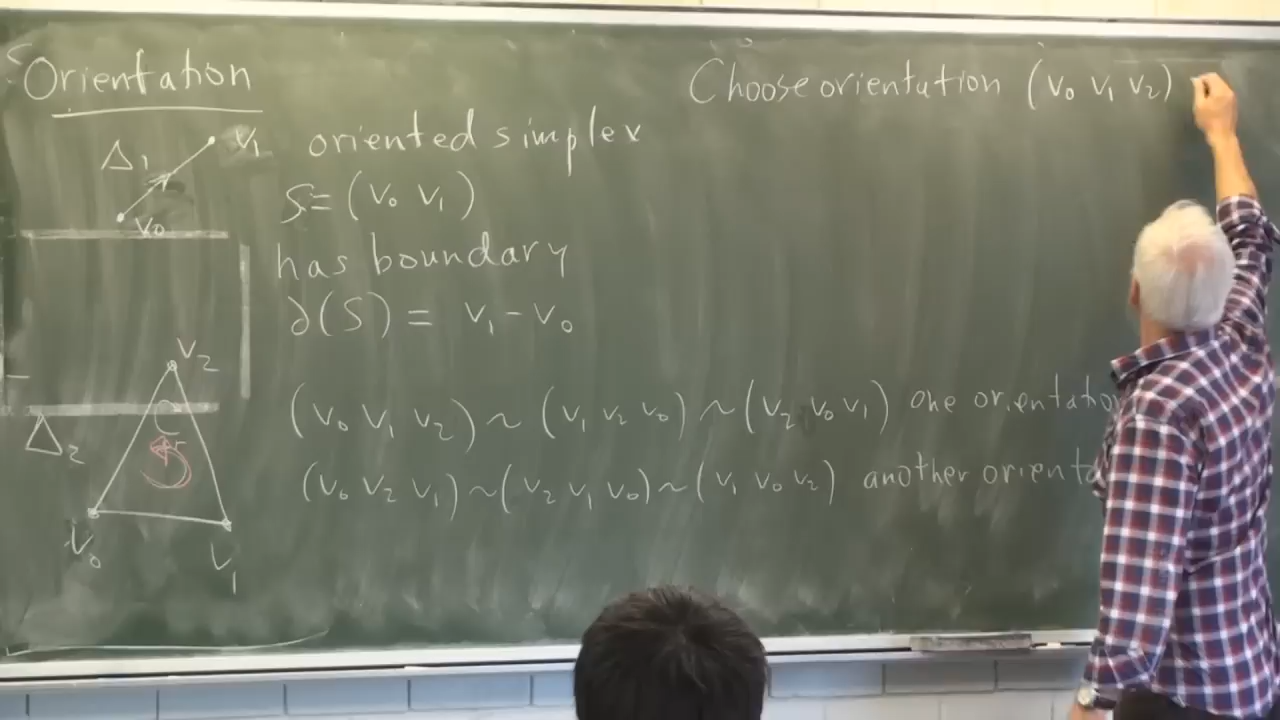 Orientation
Choose orientation (v₀ v₁ v₂)
Δ₁
v₁
v₀
oriented simplex
S = (v₀ v₁)
has boundary
∂(S) = v₁ - v₀
Δ₂
v₂
v₀
v₁
(v₀ v₁ v₂) ~ (v₁ v₂ v₀) ~ (v₂ v₀ v₁) one orientatio
(v₀ v₂ v₁) ~ (v₂ v₁ v₀) ~ (v₁ v₀ v₂) another orienta